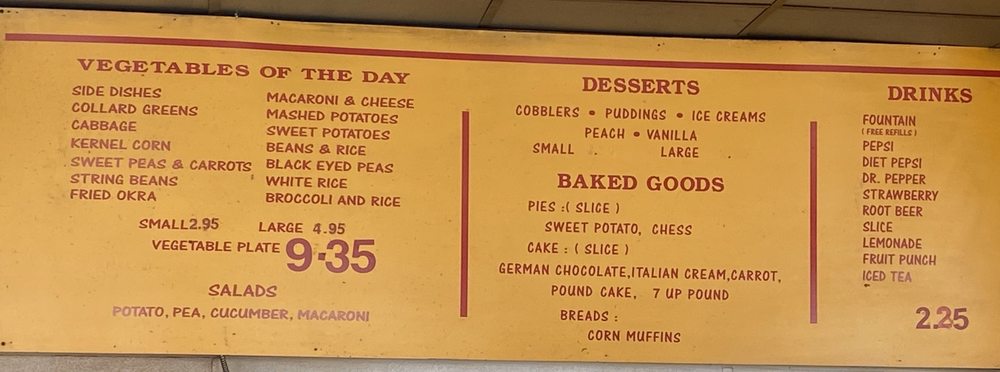 VEGETABLES OF THE DAY
SIDE DISHES
COLLARD GREENS
CABBAGE
KERNEL CORN
SWEET PEAS & CARROTS
STRING BEANS
FRIED OKRA
MACARONI & CHEESE
MASHED POTATOES
SWEET POTATOES
BEANS & RICE
BLACK EYED PEAS
WHITE RICE
BROCCOLI AND RICE
SMALL 2.95 LARGE 4.95
VEGETABLE PLATE 9.35
SALADS
POTATO, PEA, CUCUMBER, MACARONI
DESSERTS
COBBLERS • PUDDINGS • ICE CREAMS
PEACH • VANILLA
SMALL LARGE
BAKED GOODS
PIES :( SLICE )
SWEET POTATO, CHESS
CAKE : ( SLICE )
GERMAN CHOCOLATE,ITALIAN CREAM,CARROT,
POUND CAKE, 7 UP POUND
BREADS :
CORN MUFFINS
DRINKS
FOUNTAIN
( FREE REFILLS )
PEPSI
DIET PEPSI
DR. PEPPER
STRAWBERRY
ROOT BEER
SLICE
LEMONADE
FRUIT PUNCH
ICED TEA
2.25